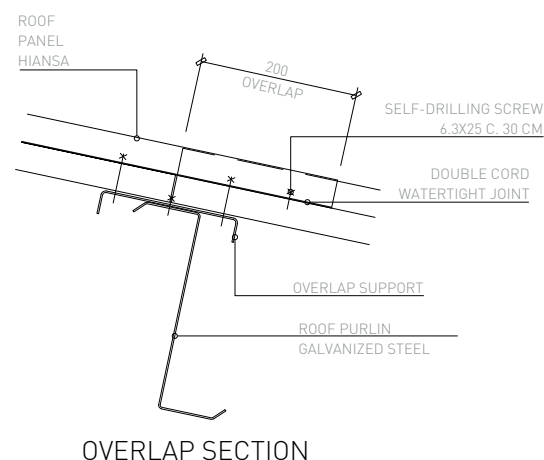 ROOF
PANEL
HIANSA
200
OVERLAP
SELF-DRILLING SCREW
6.3X25 C. 30 CM
DOUBLE CORD
WATERTIGHT JOINT
OVERLAP SUPPORT
ROOF PURLIN
GALVANIZED STEEL
OVERLAP SECTION